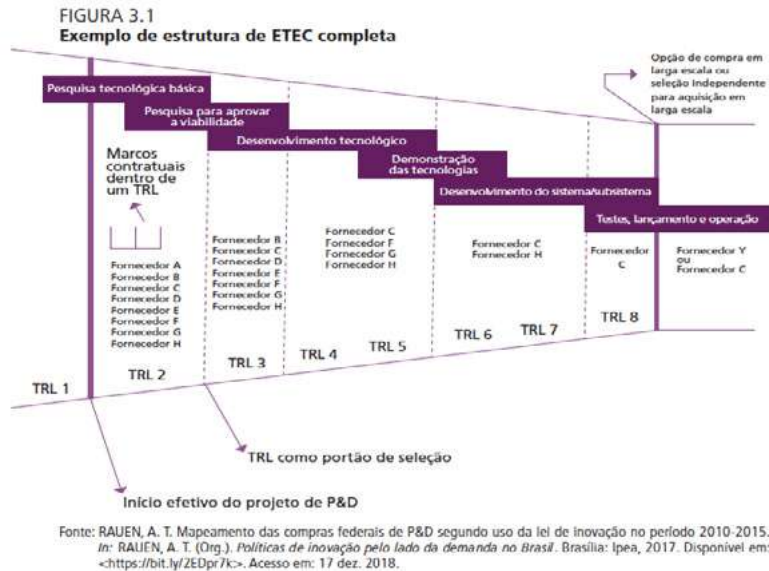 FIGURA 3.1
Exemplo de estrutura de ETEC completa
Opção de compra em
larga escala ou
seleção Independente
para aquisição em
larga escala
Pesquisa tecnológica básica
Pesquisa para aprovar
a viabilidade
Desenvolvimento tecnológico
Demonstração
das tecnologias
Desenvolvimento do sistema/subsistema
Testes, lançamento e operação
Marcos
contratuais
dentro de
um TRL
Fornecedor A
Fornecedor B
Fornecedor C
Fornecedor D
Fornecedor E
Fornecedor F
Fornecedor G
Fornecedor H
Fornecedor B
Fornecedor C
Fornecedor D
Fornecedor E
Fornecedor F
Fornecedor G
Fornecedor H
Fornecedor C
Fornecedor F
Fornecedor G
Fornecedor H
Fornecedor C
Fornecedor H
Fornecedor
C
Fornecedor Y
ou
Fornecedor C
TRL 1
TRL 2
TRL 3
TRL 4
TRL 5
TRL 6
TRL 7
TRL 8
TRL como portão de seleção
Início efetivo do projeto de P&D
Fonte: RAUEN, A. T. Mapeamento das compras federais de P&D segundo uso da lei de inovação no período 2010-2015.
In: RAUEN, A. T. (Org.). Políticas de inovação pelo lado da demanda no Brasil. Brasília: Ipea, 2017. Disponível em:
<https://bit.ly/2EDpr7k>. Acesso em: 17 dez. 2018.